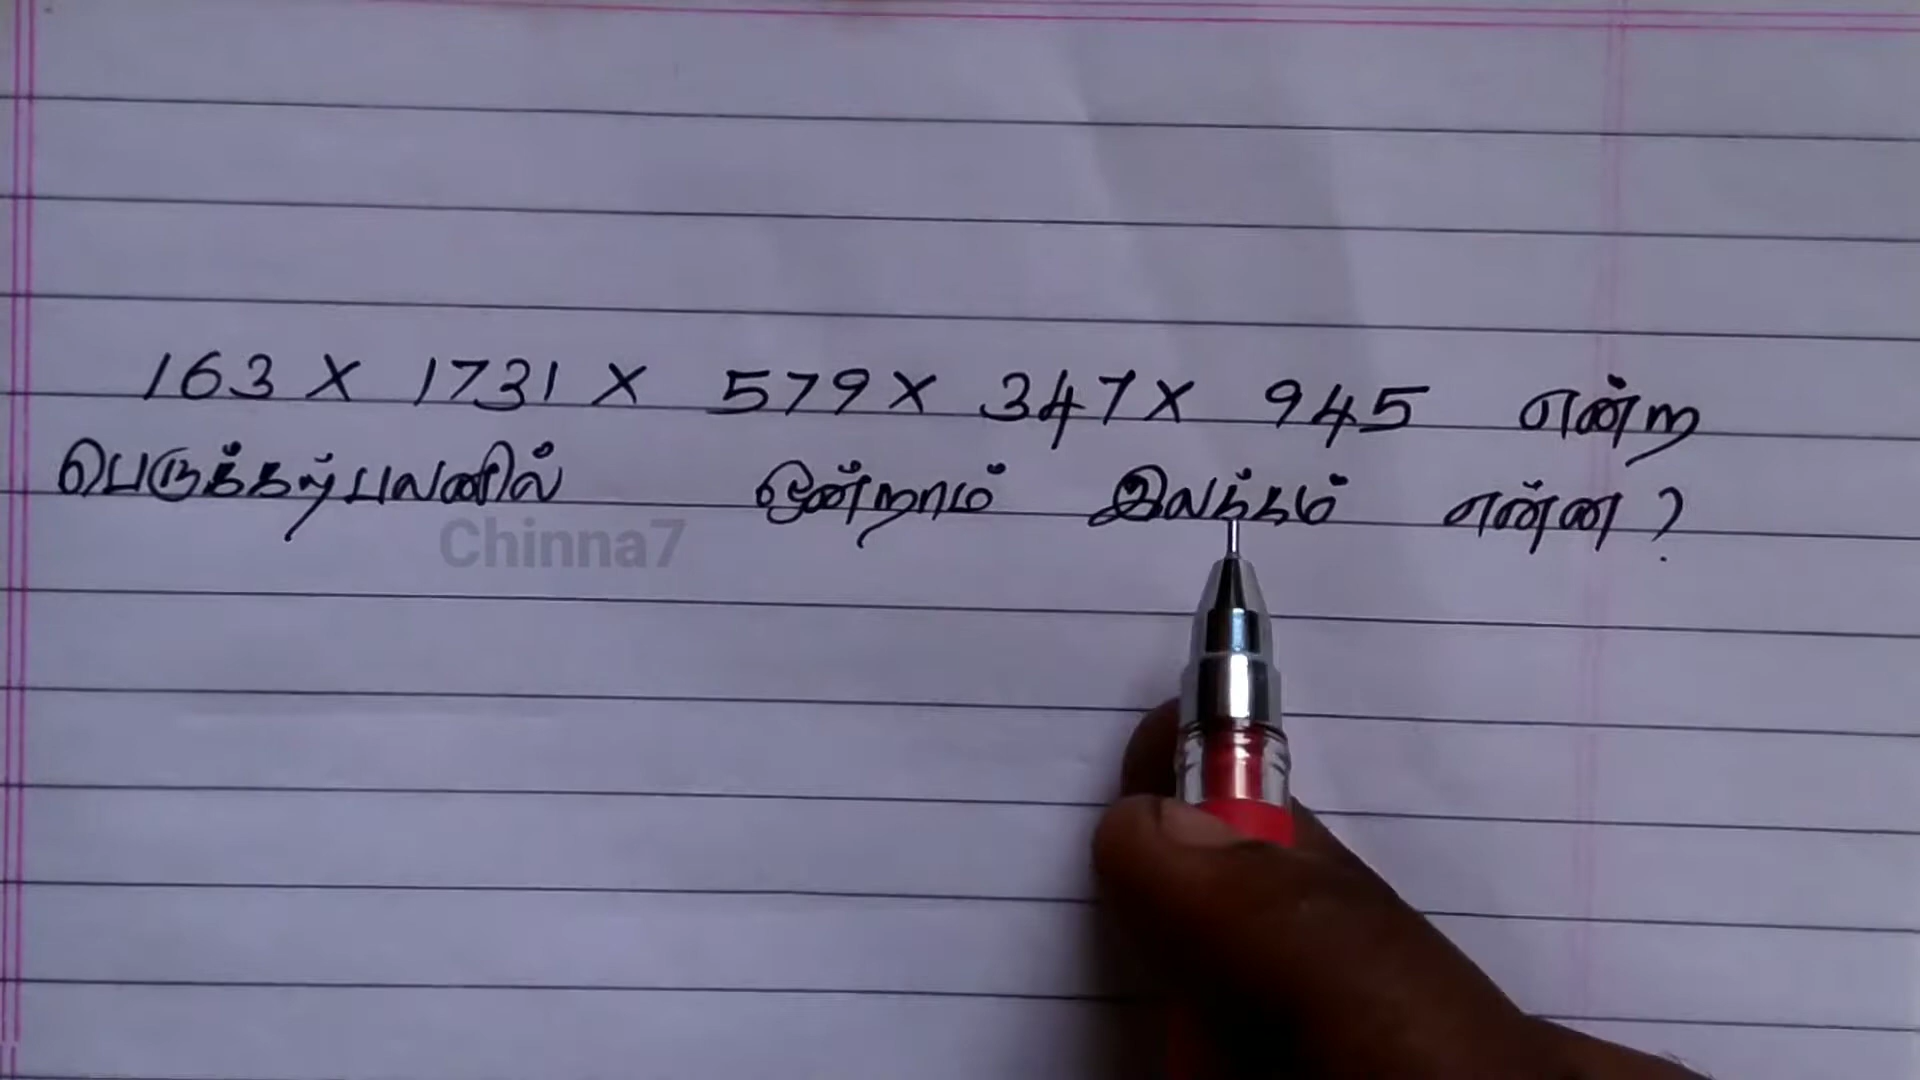 163 X 1731 X 579 X 347 X 945 என்ற
பெருக்கற்பலனில் ஒன்றாம் இலக்கம் என்ன?
Chinna7